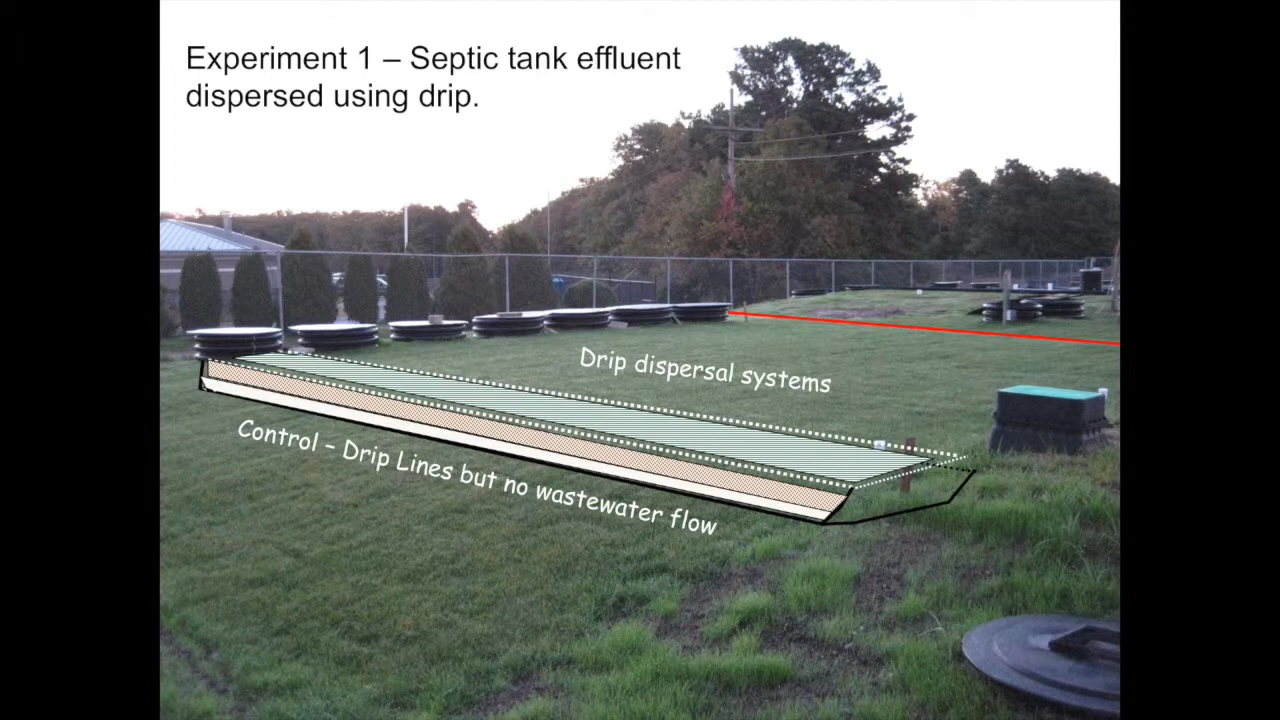 Experiment 1 – Septic tank effluent
dispersed using drip.
Drip dispersal systems
Control – Drip Lines but no wastewater flow